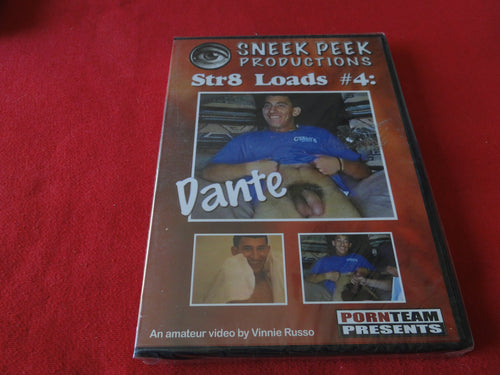 SNEEK PEEK
PRODUCTIONS
Str8 Loads #4:
Dante
An amateur video by Vinnie Russo
PORNTEAM
PRESENTS